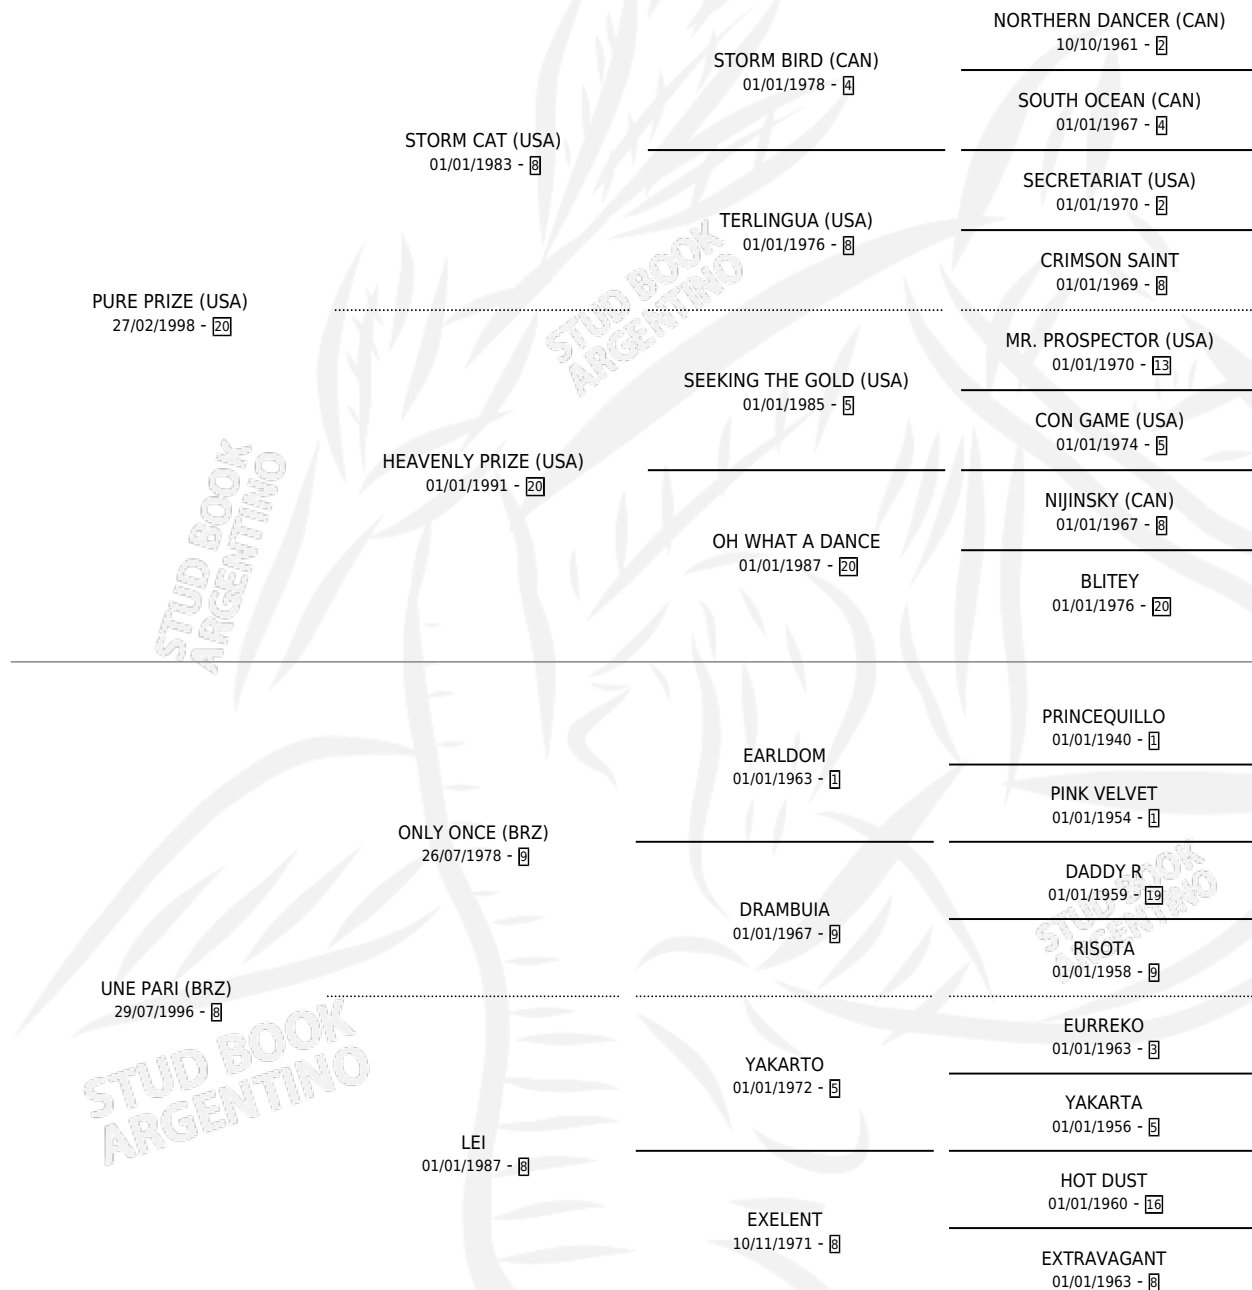 PURE PRIZE (USA)
27/02/1998 - 20
STORM CAT (USA)
01/01/1983 - 8
HEAVENLY PRIZE (USA)
01/01/1991 - 20
STORM BIRD (CAN)
01/01/1978 - 4
TERLINGUA (USA)
01/01/1976 - 8
SEEKING THE GOLD (USA)
01/01/1985 - 5
OH WHAT A DANCE
01/01/1987 - 20
NORTHERN DANCER (CAN)
10/10/1961 - 2
SOUTH OCEAN (CAN)
01/01/1967 - 4
SECRETARIAT (USA)
01/01/1970 - 2
CRIMSON SAINT
01/01/1969 - 8
MR. PROSPECTOR (USA)
01/01/1970 - 13
CON GAME (USA)
01/01/1974 - 5
NIJINSKY (CAN)
01/01/1967 - 8
BLITEY
01/01/1976 - 20
UNE PARI (BRZ)
29/07/1996 - 8
ONLY ONCE (BRZ)
26/07/1978 - 9
LEI
01/01/1987 - 8
EARLDOM
01/01/1963 - 1
DRAMBUIA
01/01/1967 - 9
YAKARTO
01/01/1972 - 5
EXELENT
10/11/1971 - 8
PRINCEQUILLO
01/01/1940 - 1
PINK VELVET
01/01/1954 - 1
DADDY R
01/01/1959 - 19
RISOTA
01/01/1958 - 9
EURREKO
01/01/1963 - 3
YAKARTA
01/01/1956 - 5
HOT DUST
01/01/1960 - 16
EXTRAVAGANT
01/01/1963 - 8
STUD BOOK
ARGENTINO
STUD BOOK
ARGENTINO
STUD BOOK
ARGENTINO
STUD BOOK
ARGENTINO